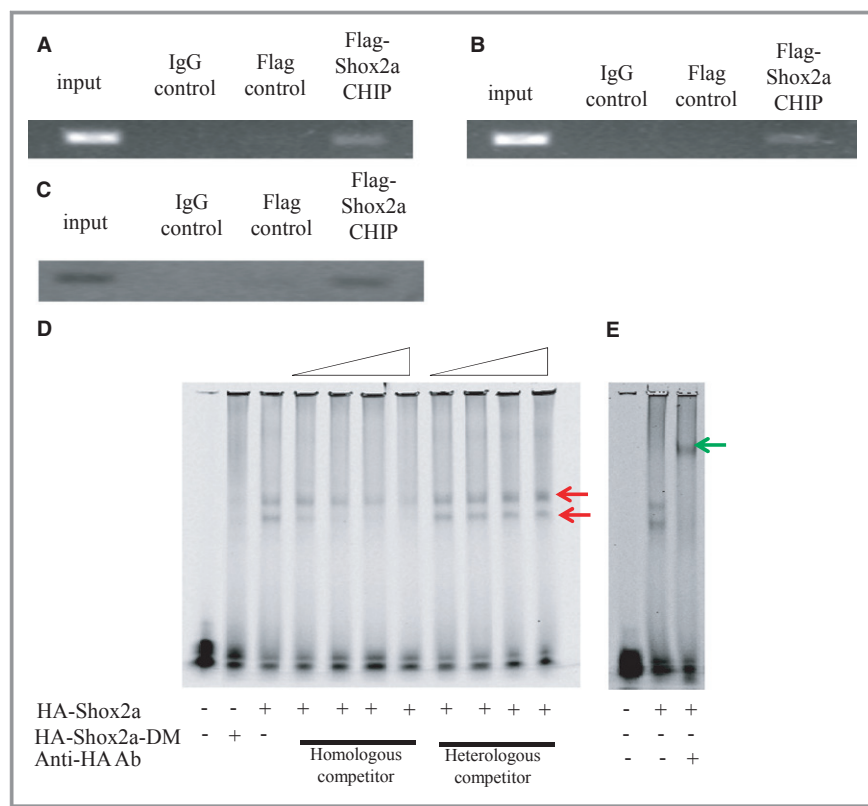 A
input
IgG
control
Flag
control
Flag-
Shox2a
CHIP
B
input
IgG
control
Flag
control
Flag-
Shox2a
CHIP
C
input
IgG
control
Flag
control
Flag-
Shox2a
CHIP
D
E
HA-Shox2a - - + + + + + + + + + - + +
HA-Shox2a-DM - + - - - -
Anti-HA Ab - - +
Homologous
competitor
Heterologous
competitor